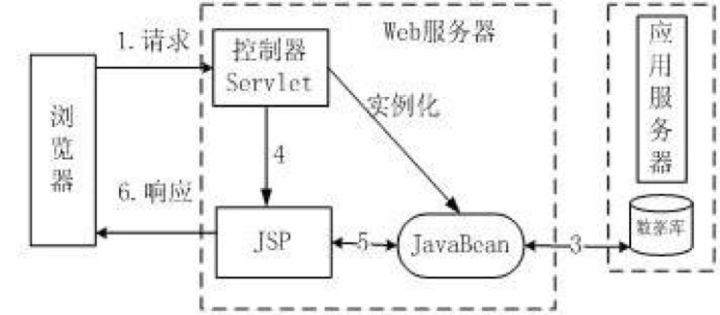 1.请求
控制器
Servlet
Web服务器
应用服务器
浏览器
实例化
4
6.响应
JSP
5
JavaBean
3
数据库